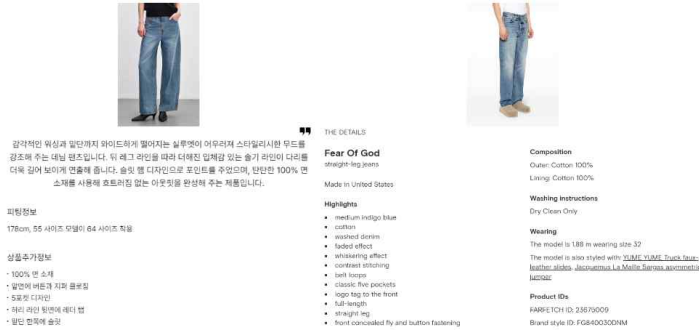 감각적인 워싱과 밑단까지 와이드하게 떨어지는 실루엣이 어우러져 스타일리시한 무드를
강조해 주는 데님 팬츠입니다. 뒤 레그 라인을 따라 더해진 입체감 있는 솔기 라인이 다리를
더욱 길어 보이게 연출해 줍니다. 슬릿 햄 디자인으로 포인트를 주었으며, 탄탄한 100% 면
소재를 사용해 흐트러짐 없는 아웃핏을 완성해 주는 제품입니다.
피팅정보
178cm, 55 사이즈 모델이 64 사이즈 착용
상품추가정보
· 100% 면 소재
· 앞면에 버튼과 지퍼 클로징
· 5포켓 디자인
· 허리 라인 뒷면에 레더 탭
· 밑단 한쪽에 슬릿
THE DETAILS
Fear Of God
straight-leg jeans
Made in United States
Highlights
• medium indigo blue
• cotton
• washed denim
• faded effect
• whiskering effect
• contrast stitching
• belt loops
• classic five pockets
• logo tag to the front
• full-length
• straight leg
• front concealed fly and button fastening
Composition
Outer: Cotton 100%
Lining: Cotton 100%
Washing instructions
Dry Clean Only
Wearing
The model is 1.88 m wearing size 32
The model is also styled with: YUME YUME Truck faux-
leather slides, Jacquemus La Maille Sargas asymmetric
jumper
Product IDs
FARFETCH ID: 23675009
Brand style ID: FG840030DNM